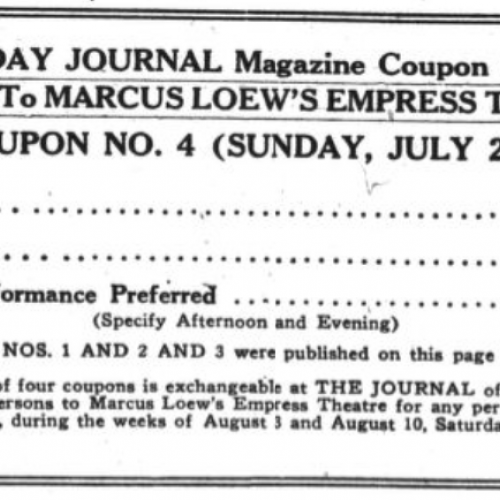 DAY JOURNAL Magazine Coupon
To MARCUS LOEW'S EMPRESS T
UPON NO. 4 (SUNDAY, JULY 2
formance Preferred
(Specify Afternoon and Evening)
NOS. 1 AND 2 AND 3 were published on this page
of four coupons is exchangeable at THE JOURNAL of
ersons to Marcus Loew's Empress Theatre for any per
, during the weeks of August 3 and August 10, Saturda